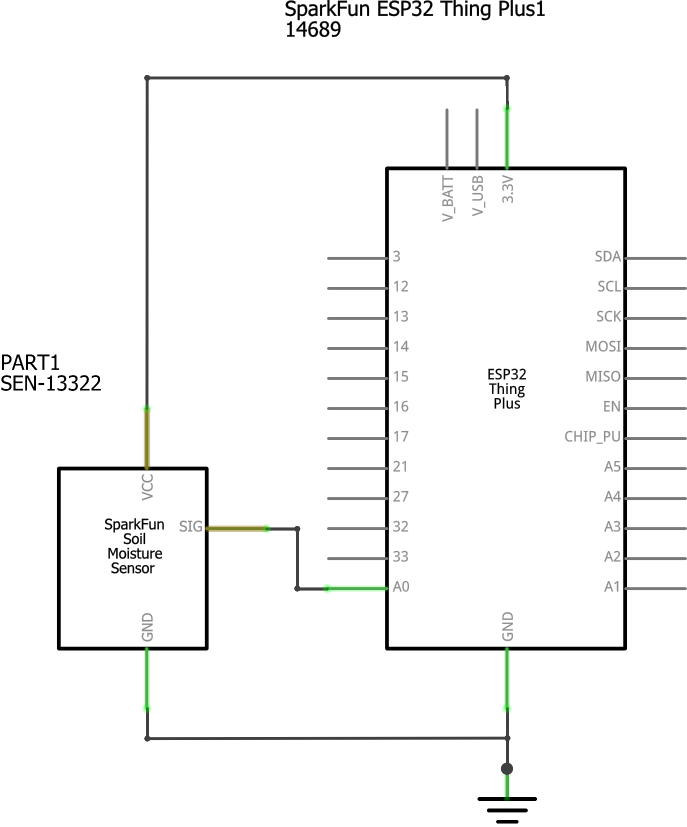 SparkFun ESP32 Thing Plus1
14689
V_BATT
V_USB
3.3V
3
12
13
14
15
16
17
21
27
32
33
A0
SDA
SCL
SCK
MOSI
MISO
EN
CHIP_PU
A5
A4
A3
A2
A1
ESP32
Thing
Plus
GND
PART1
SEN-13322
VCC
SIG
SparkFun
Soil
Moisture
Sensor
GND